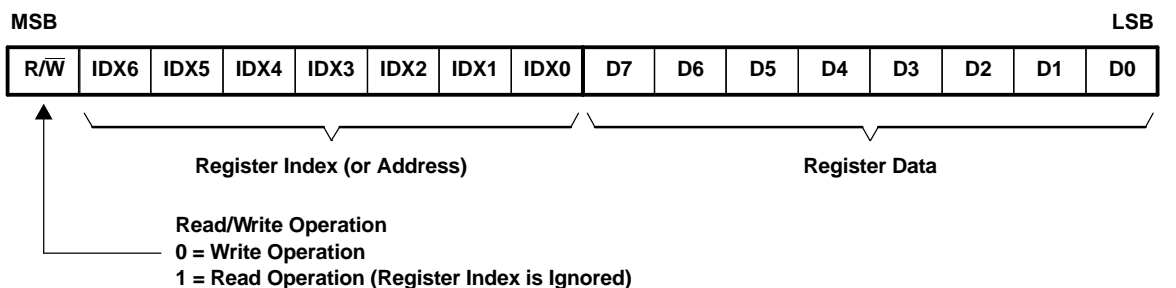 MSB LSB
R/W̅ IDX6 IDX5 IDX4 IDX3 IDX2 IDX1 IDX0 D7 D6 D5 D4 D3 D2 D1 D0
Register Index (or Address) Register Data
Read/Write Operation
0 = Write Operation
1 = Read Operation (Register Index is Ignored)